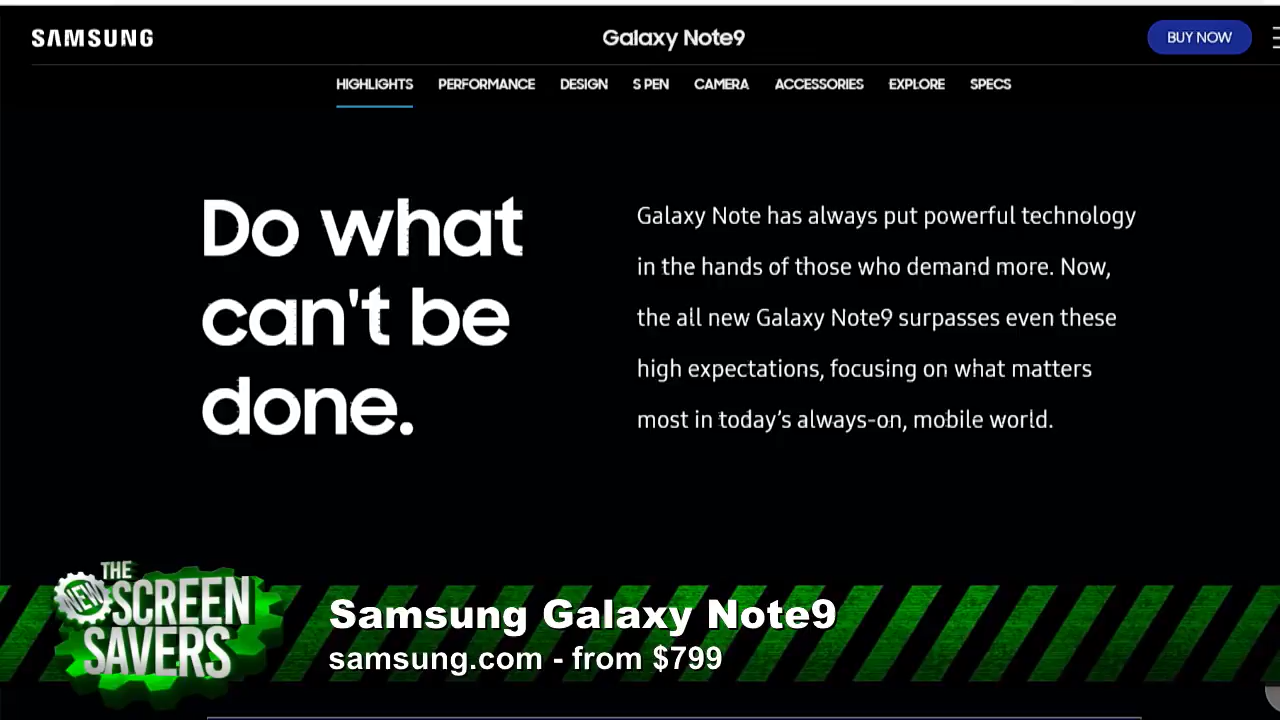 SAMSUNG
Galaxy Note9
BUY NOW
HIGHLIGHTS PERFORMANCE DESIGN S PEN CAMERA ACCESSORIES EXPLORE SPECS
Do what
can't be
done.
Galaxy Note has always put powerful technology
in the hands of those who demand more. Now,
the all new Galaxy Note9 surpasses even these
high expectations, focusing on what matters
most in today’s always-on, mobile world.
THE
NEW
SCREEN
SAVERS
Samsung Galaxy Note9
samsung.com - from $799